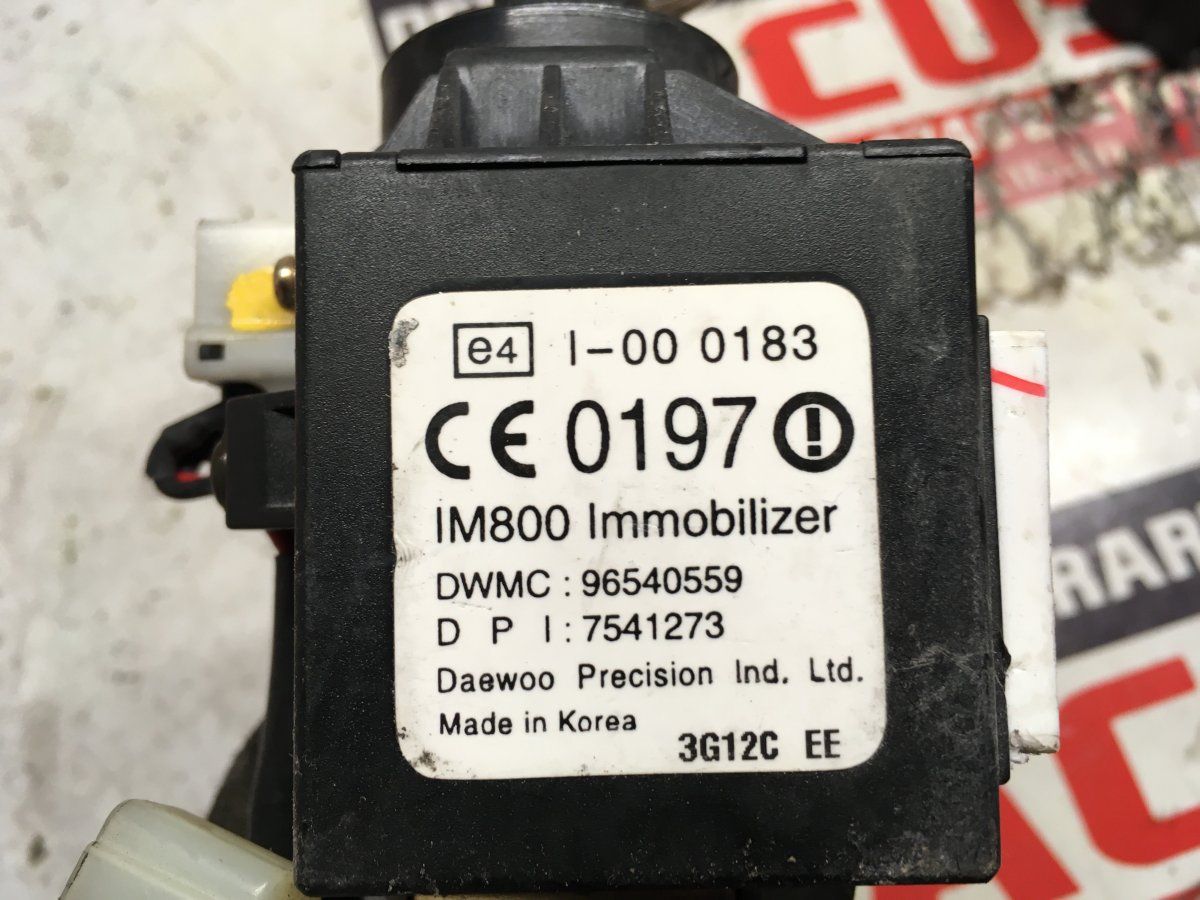 e4 I-00 0183
CE 0197
IM800 Immobilizer
DWMC : 96540559
D P I : 7541273
Daewoo Precision Ind. Ltd.
Made in Korea
3G12C EE